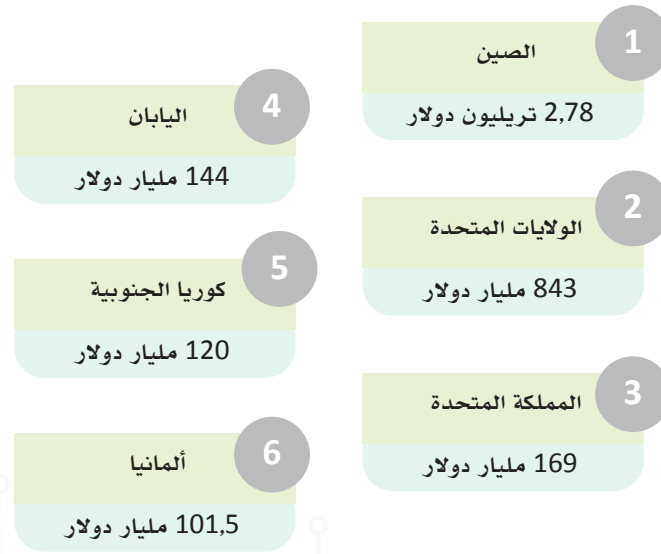 1
الصين
2,78 تريليون دولار
2
الولايات المتحدة
843 مليار دولار
3
المملكة المتحدة
169 مليار دولار
4
اليابان
144 مليار دولار
5
كوريا الجنوبية
120 مليار دولار
6
ألمانيا
101,5 مليار دولار